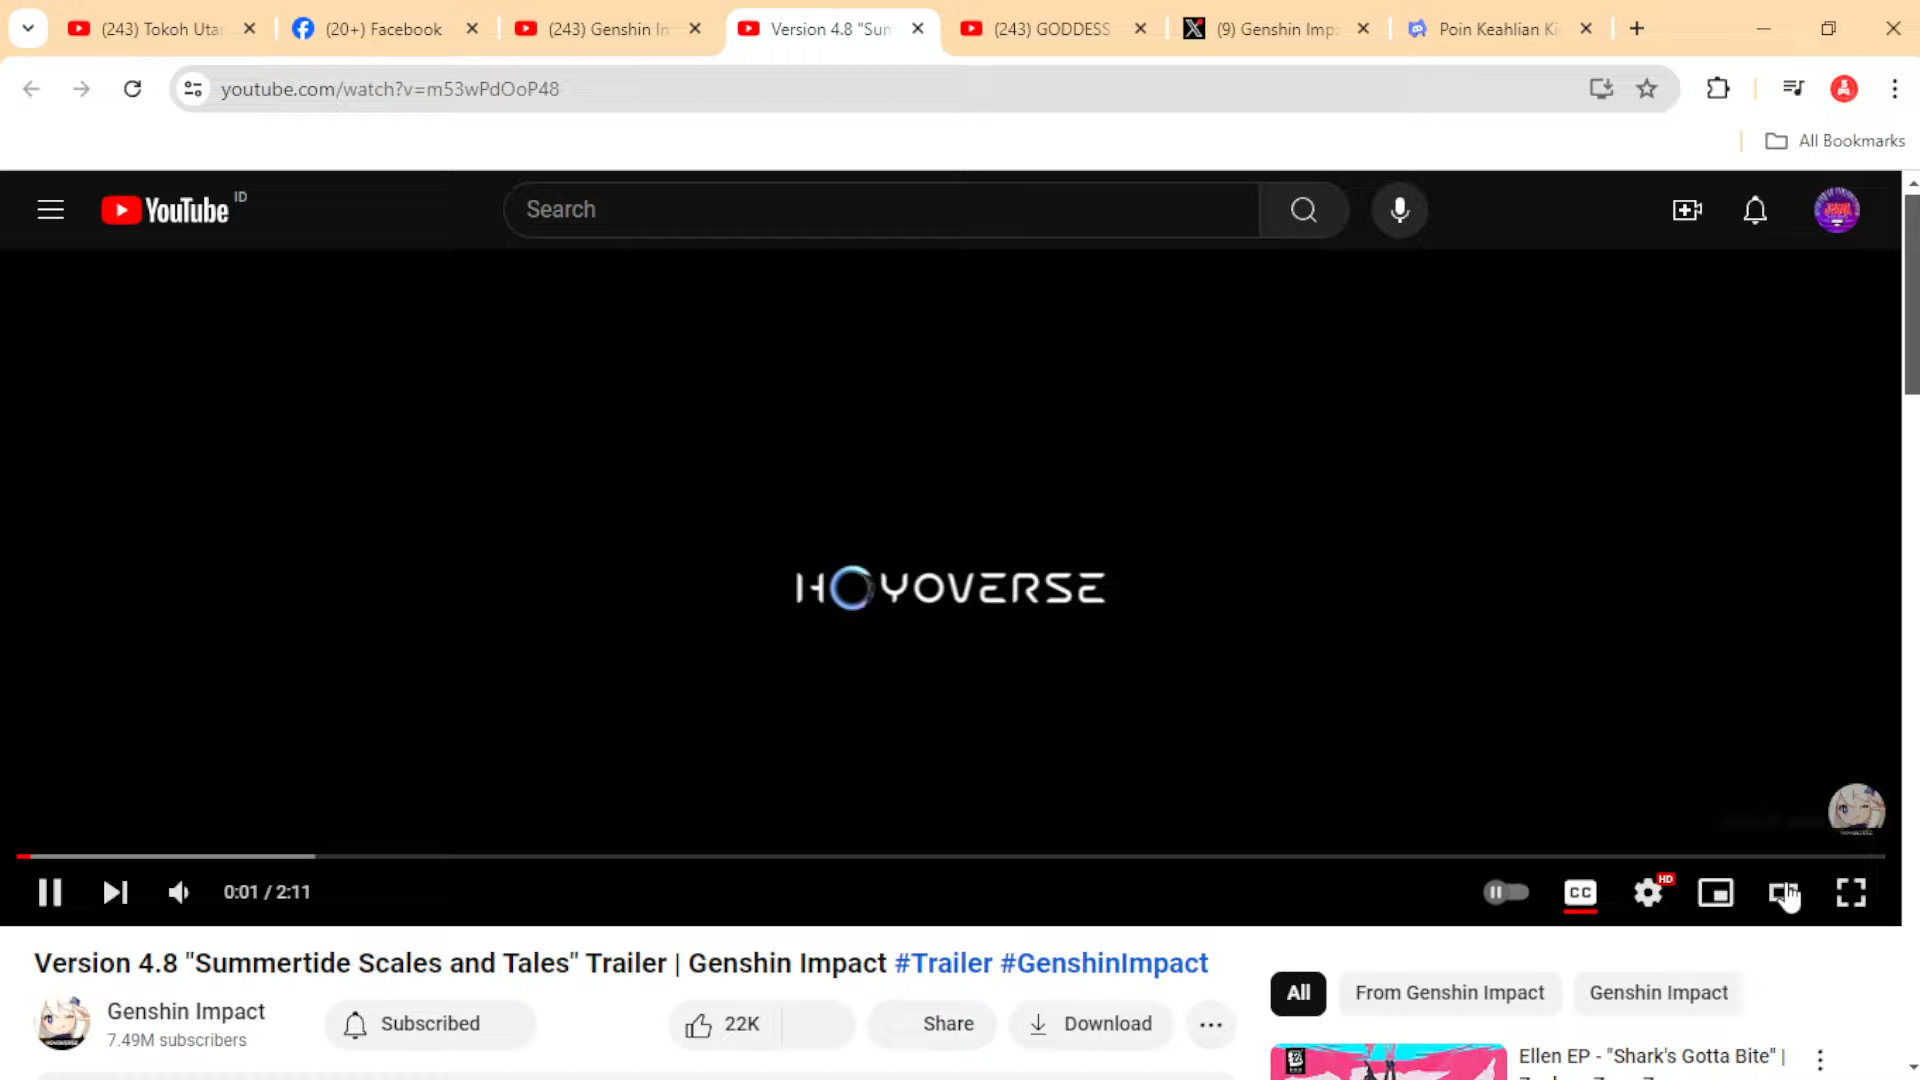 (243) Tokoh Utar
(20+) Facebook
(243) Genshin In
Version 4.8 "Sum
(243) GODDESS
(9) Genshin Imp
Poin Keahlian Ki
youtube.com/watch?v=m53wPdOoP48
All Bookmarks
YouTube ID
Search
HOYOVERSE
0:01 / 2:11
CC
HD
Version 4.8 "Summertide Scales and Tales" Trailer | Genshin Impact #Trailer #GenshinImpact
Genshin Impact
7.49M subscribers
Subscribed
22K
Share
Download
All
From Genshin Impact
Genshin Impact
Ellen EP - "Shark's Gotta Bite" |